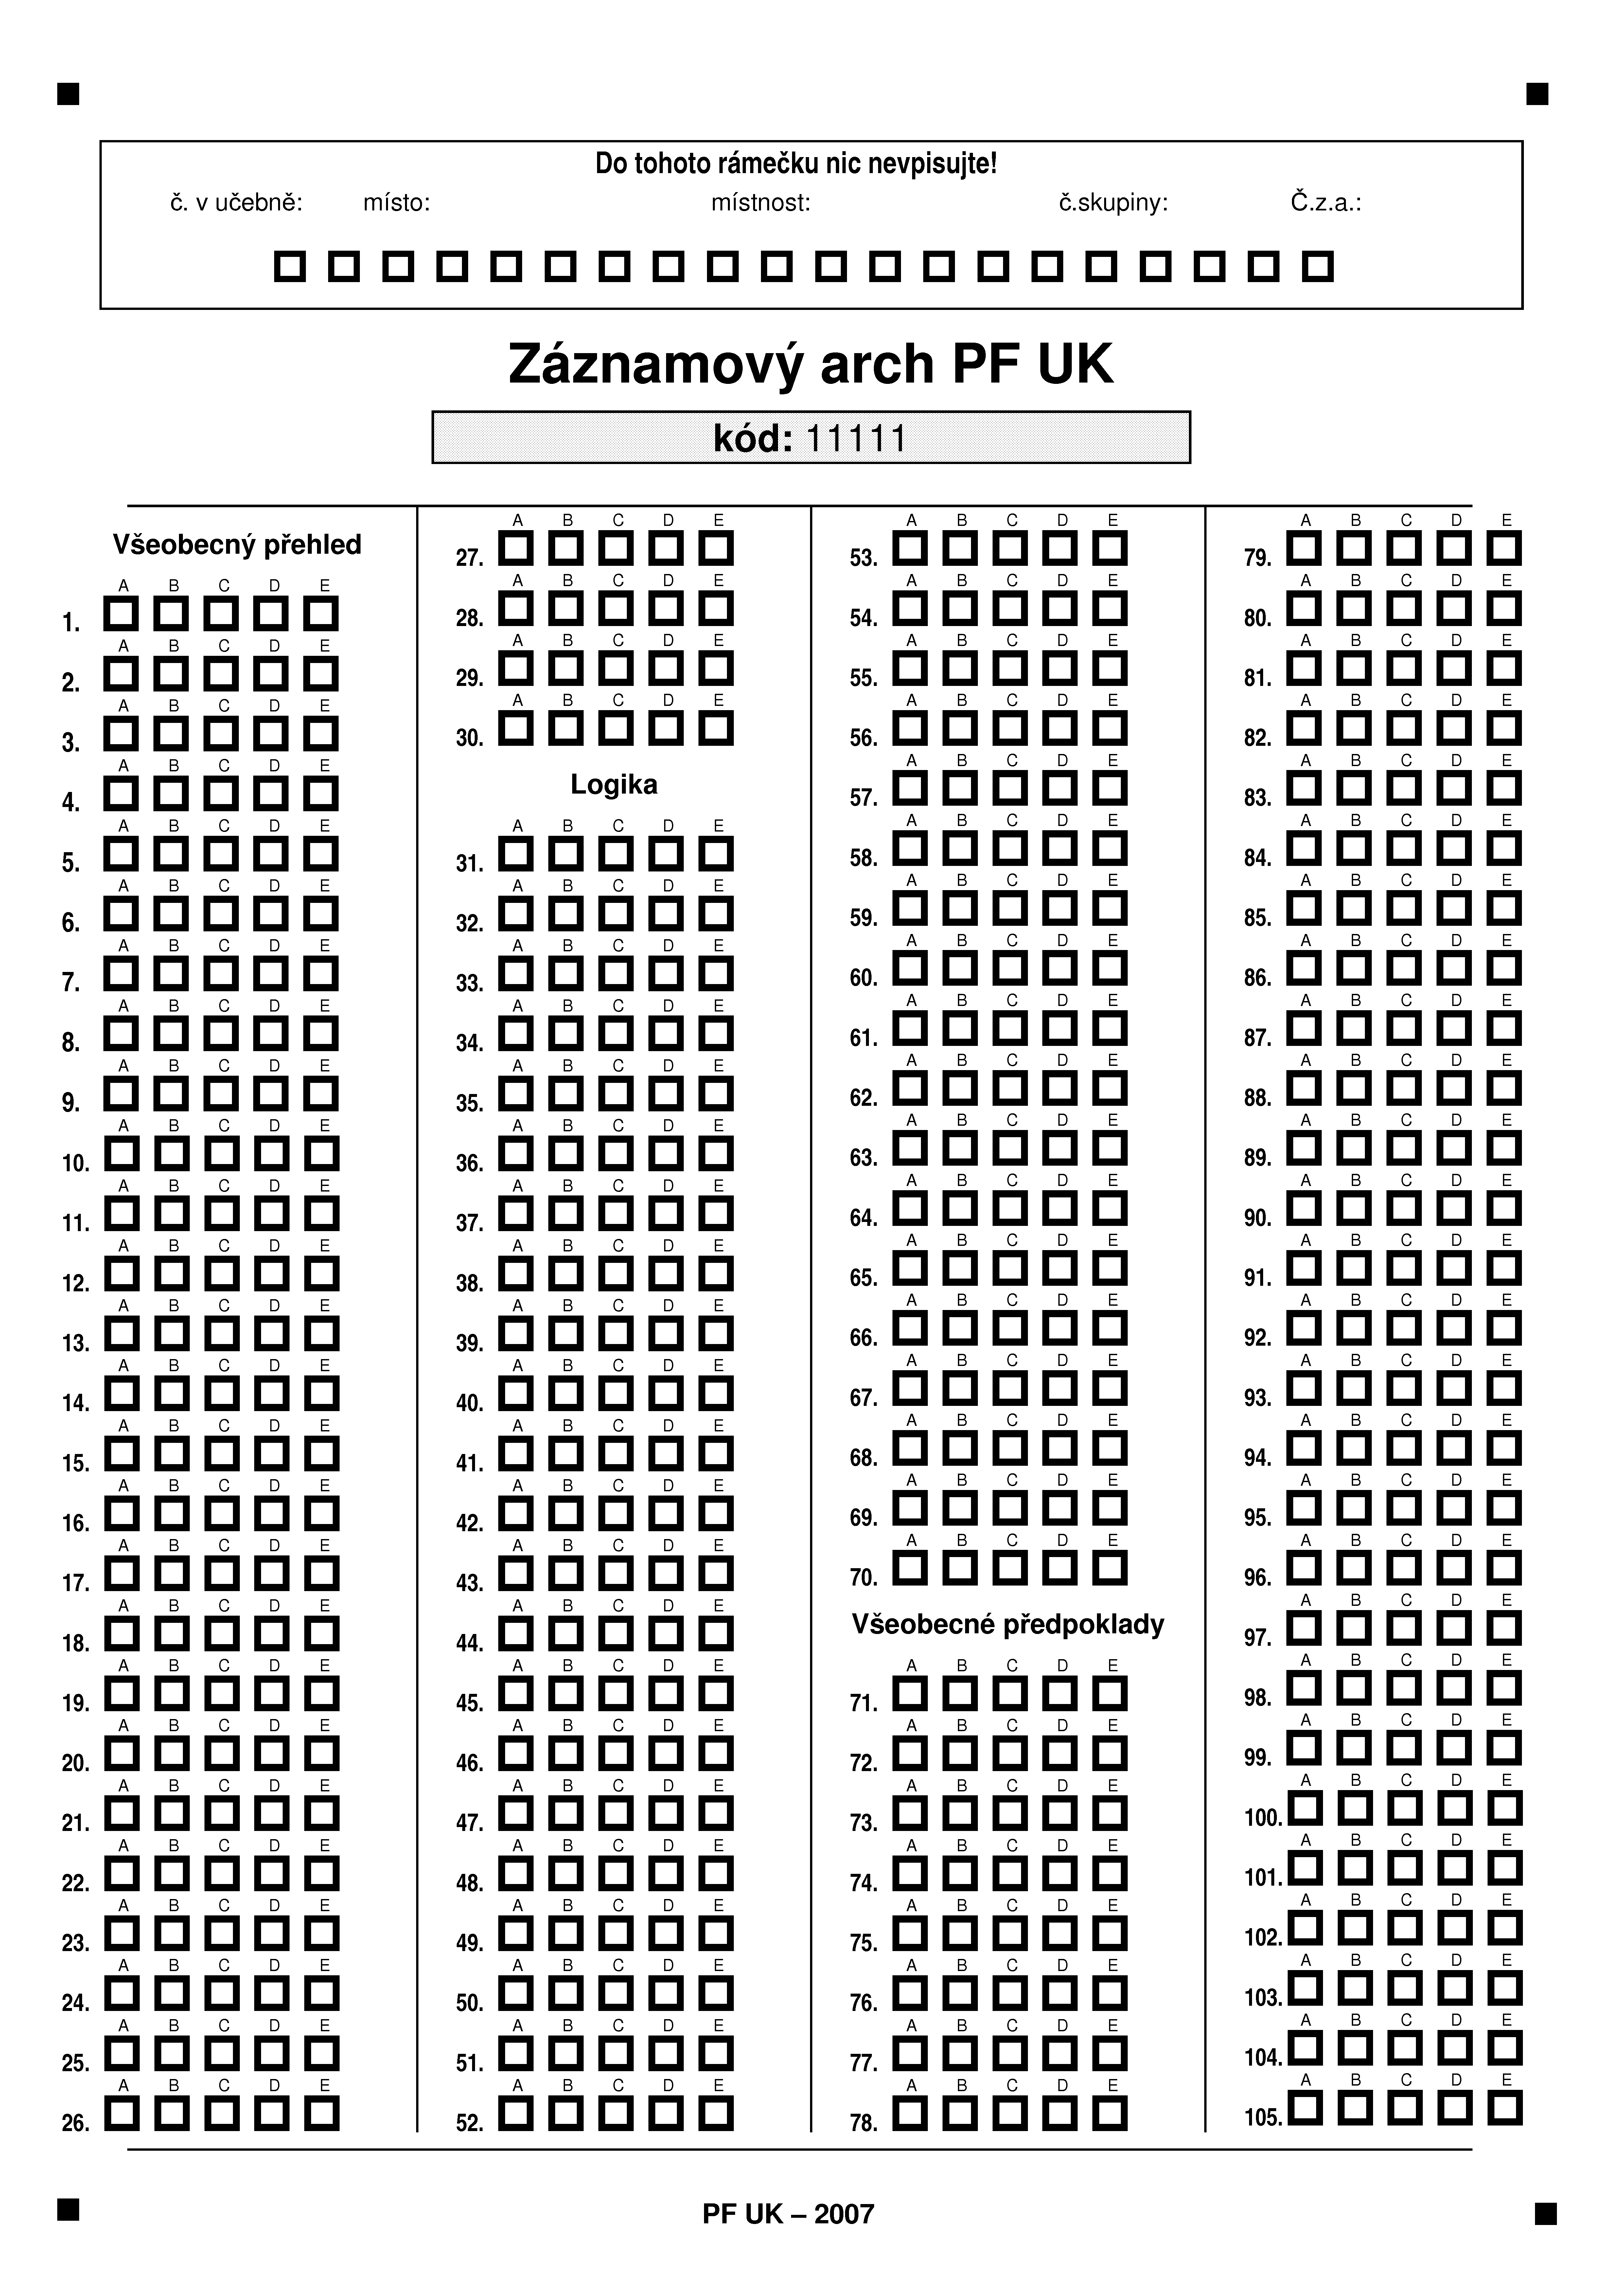 Do tohoto rámečku nic nevpisujte!
č. v učebně: místo: místnost: č.skupiny: Č.z.a.:
Záznamový arch PF UK
kód: 11111
Všeobecný přehled
A B C D E
1.
A B C D E
2.
A B C D E
3.
A B C D E
4.
A B C D E
5.
A B C D E
6.
A B C D E
7.
A B C D E
8.
A B C D E
9.
A B C D E
10.
A B C D E
11.
A B C D E
12.
A B C D E
13.
A B C D E
14.
A B C D E
15.
A B C D E
16.
A B C D E
17.
A B C D E
18.
A B C D E
19.
A B C D E
20.
A B C D E
21.
A B C D E
22.
A B C D E
23.
A B C D E
24.
A B C D E
25.
A B C D E
26.
A B C D E
27.
A B C D E
28.
A B C D E
29.
A B C D E
30.
Logika
A B C D E
31.
A B C D E
32.
A B C D E
33.
A B C D E
34.
A B C D E
35.
A B C D E
36.
A B C D E
37.
A B C D E
38.
A B C D E
39.
A B C D E
40.
A B C D E
41.
A B C D E
42.
A B C D E
43.
A B C D E
44.
A B C D E
45.
A B C D E
46.
A B C D E
47.
A B C D E
48.
A B C D E
49.
A B C D E
50.
A B C D E
51.
A B C D E
52.
A B C D E
53.
A B C D E
54.
A B C D E
55.
A B C D E
56.
A B C D E
57.
A B C D E
58.
A B C D E
59.
A B C D E
60.
A B C D E
61.
A B C D E
62.
A B C D E
63.
A B C D E
64.
A B C D E
65.
A B C D E
66.
A B C D E
67.
A B C D E
68.
A B C D E
69.
A B C D E
70.
Všeobecné předpoklady
A B C D E
71.
A B C D E
72.
A B C D E
73.
A B C D E
74.
A B C D E
75.
A B C D E
76.
A B C D E
77.
A B C D E
78.
A B C D E
79.
A B C D E
80.
A B C D E
81.
A B C D E
82.
A B C D E
83.
A B C D E
84.
A B C D E
85.
A B C D E
86.
A B C D E
87.
A B C D E
88.
A B C D E
89.
A B C D E
90.
A B C D E
91.
A B C D E
92.
A B C D E
93.
A B C D E
94.
A B C D E
95.
A B C D E
96.
A B C D E
97.
A B C D E
98.
A B C D E
99.
A B C D E
100.
A B C D E
101.
A B C D E
102.
A B C D E
103.
A B C D E
104.
A B C D E
105.
PF UK – 2007